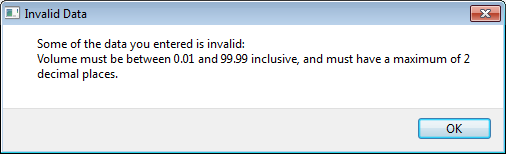 Invalid Data
Some of the data you entered is invalid:
Volume must be between 0.01 and 99.99 inclusive, and must have a maximum of 2
decimal places.
OK